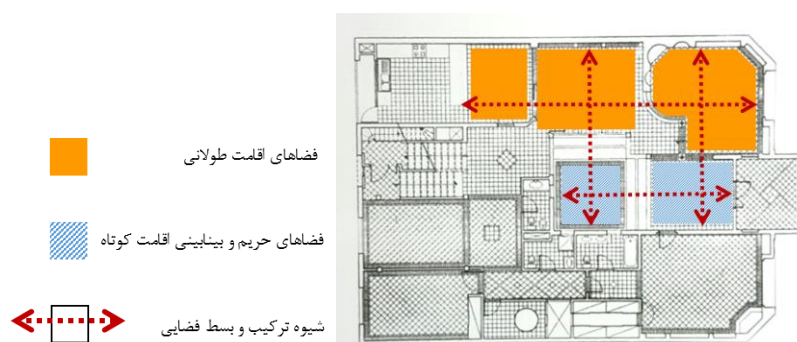 فضاهای اقامت طولانی
فضاهای حریم و بینابینی اقامت کوتاه
شیوه ترکیب و بسط فضایی